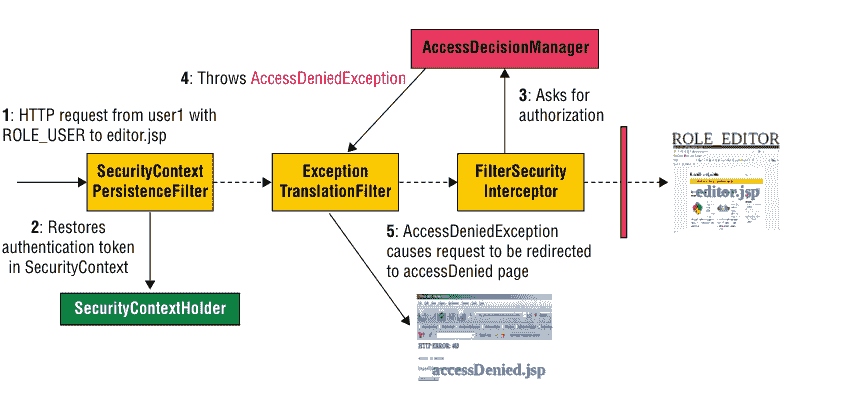 AccessDecisionManager
4: Throws AccessDeniedException
3: Asks for
authorization
1: HTTP request from user1 with
ROLE_USER to editor.jsp
ROLE_EDITOR
editor.jsp
SecurityContext
PersistenceFilter
Exception
TranslationFilter
FilterSecurity
Interceptor
2: Restores
authentication token
in SecurityContext
5: AccessDeniedException
causes request to be redirected
to accessDenied page
SecurityContextHolder
HTTP ERROR:
accessDenied.jsp